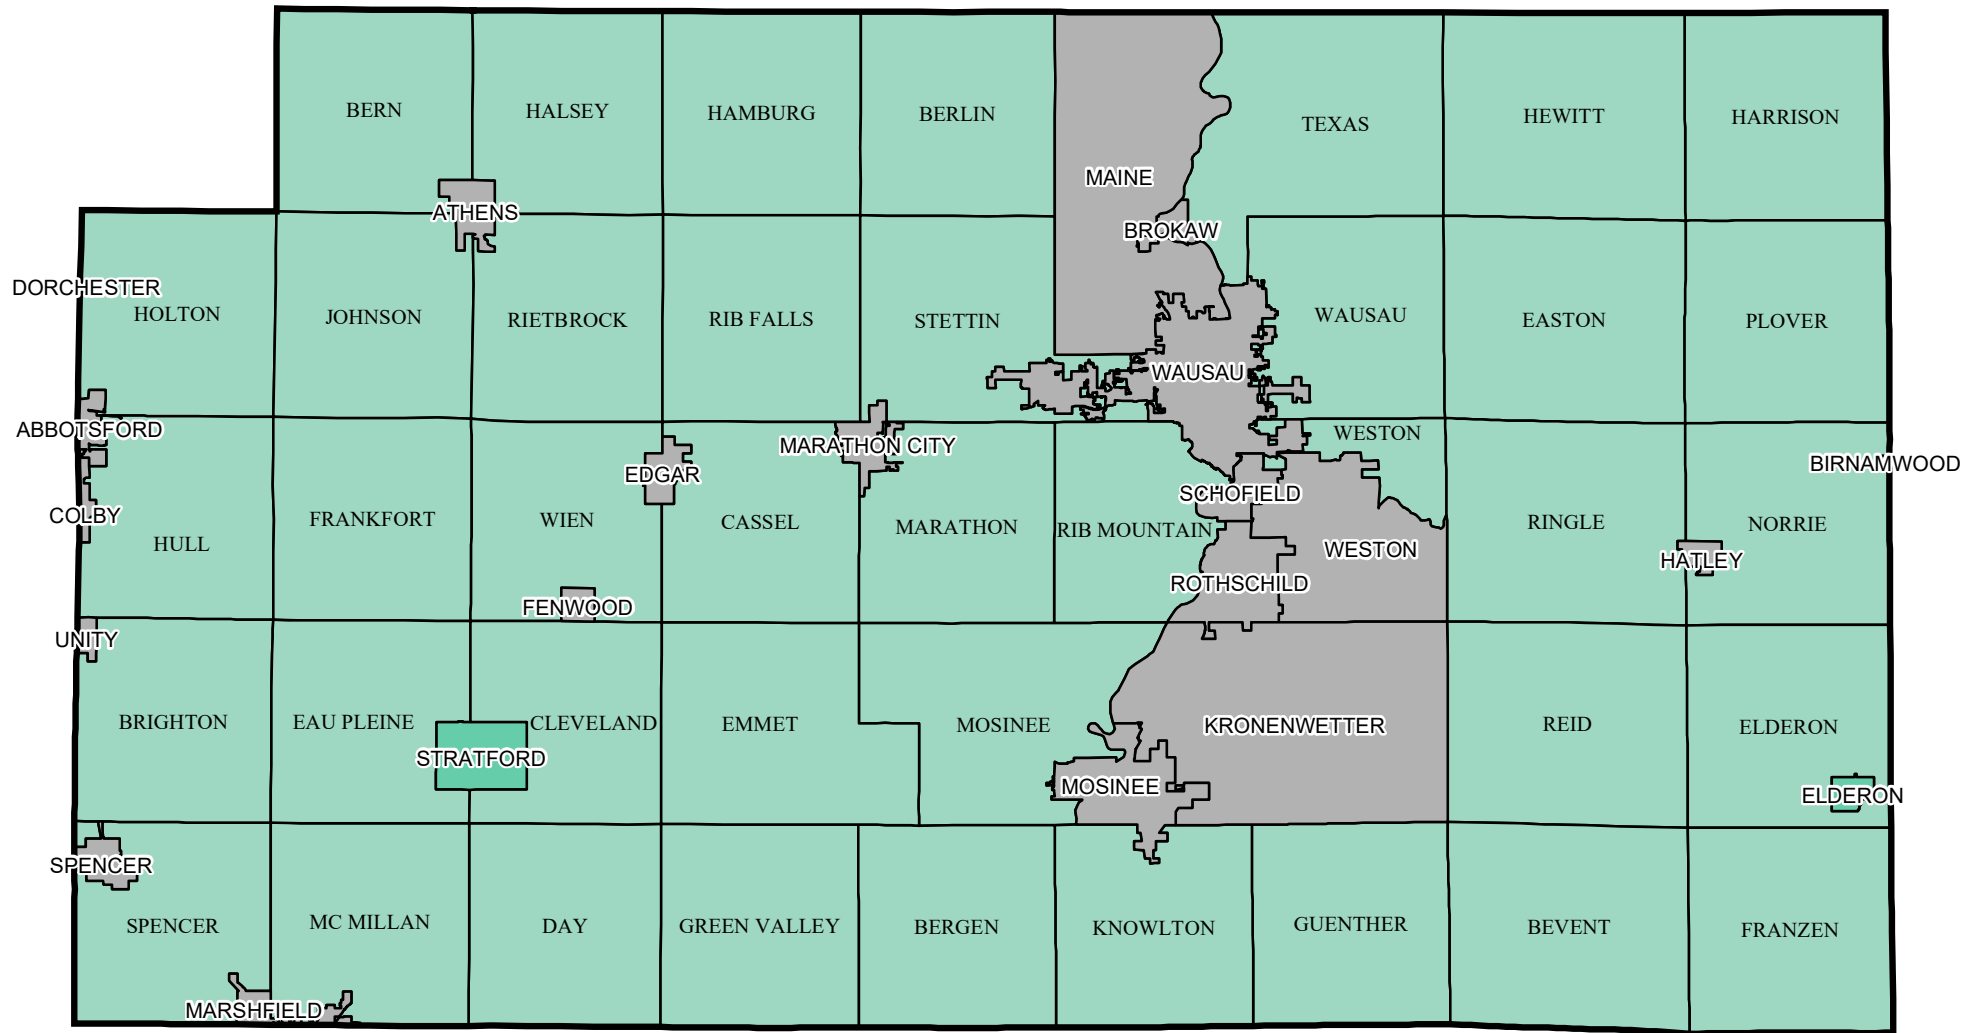 BERN
HALSEY
HAMBURG
BERLIN
TEXAS
HEWITT
HARRISON
MAINE
ATHENS
BROKAW
DORCHESTER
HOLTON
JOHNSON
RIETBROCK
RIB FALLS
STETTIN
WAUSAU
EASTON
PLOVER
WAUSAU
ABBOTSFORD
MARATHON CITY
WESTON
BIRNAMWOOD
EDGAR
SCHOFIELD
COLBY
FRANKFORT
WIEN
CASSEL
MARATHON
RIB MOUNTAIN
RINGLE
NORRIE
HULL
WESTON
HATLEY
ROTHSCHILD
FENWOOD
UNITY
BRIGHTON
EAU PLEINE
CLEVELAND
EMMET
MOSINEE
KRONENWETTER
REID
ELDERON
STRATFORD
MOSINEE
ELDERON
SPENCER
SPENCER
MC MILLAN
DAY
GREEN VALLEY
BERGEN
KNOWLTON
GUENTHER
BEVENT
FRANZEN
MARSHFIELD